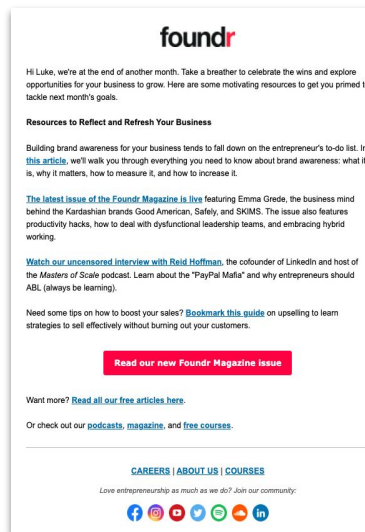 foundr
Hi Luke, we're at the end of another month. Take a breather to celebrate the wins and explore
opportunities for your business to grow. Here are some motivating resources to get you primed
tackle next month's goals.
Resources to Reflect and Refresh Your Business
Building brand awareness for your business tends to fall down on the entrepreneur's to-do list.
this article, we'll walk you through everything you need to know about brand awareness: what
is, why it matters, how to measure it, and how to increase it.
The latest issue of the Foundr Magazine is live featuring Emma Grede, the business mind
behind the Kardashian brands Good American, Safely, and SKIMS. The issue also features
productivity hacks, how to deal with dysfunctional leadership teams, and embracing hybrid
working.
Watch our uncensored interview with Reid Hoffman, the cofounder of LinkedIn and host of
the Masters of Scale podcast. Learn about the "PayPal Mafia" and why entrepreneurs should
ABL (always be learning).
Need some tips on how to boost your sales? Bookmark this guide on upselling to learn
strategies to sell effectively without burning out your customers.
Read our new Foundr Magazine issue
Want more? Read all our free articles here.
Or check out our podcasts, magazine, and free courses.
CAREERS | ABOUT US | COURSES
Love entrepreneurship as much as we do? Join our community: